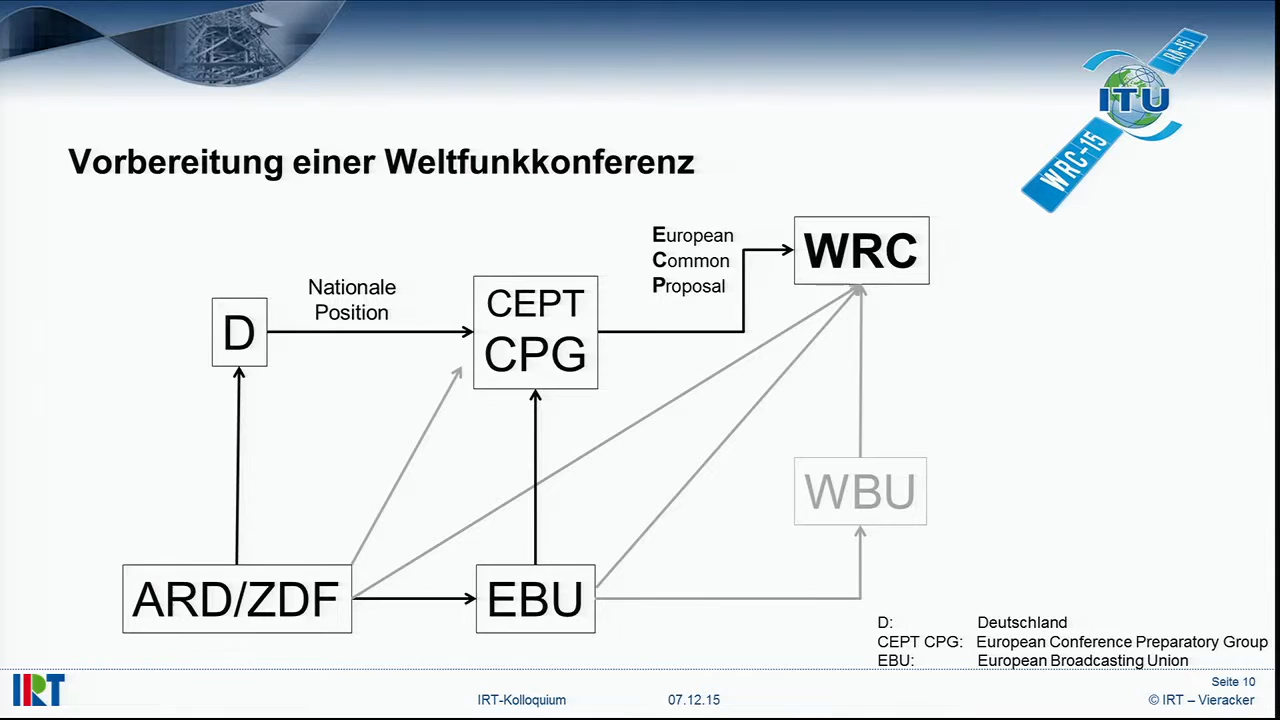 RA-15
ITU
WRC-15
Vorbereitung einer Weltfunkkonferenz
European
Common
Proposal
WRC
Nationale
Position
D
CEPT
CPG
WBU
ARD/ZDF
EBU
D: Deutschland
CEPT CPG: European Conference Preparatory Group
EBU: European Broadcasting Union
Seite 10
IRT
IRT-Kolloquium 07.12.15 © IRT – Vieracker